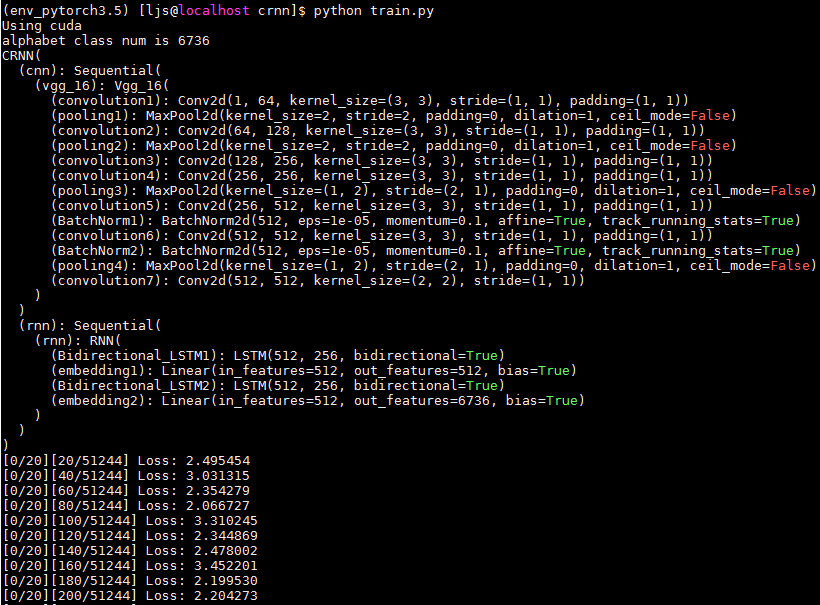 (env_pytorch3.5) [ljs@localhost crnn]$ python train.py
Using cuda
alphabet class num is 6736
CRNN(
  (cnn): Sequential(
    (vgg_16): Vgg_16(
      (convolution1): Conv2d(1, 64, kernel_size=(3, 3), stride=(1, 1), padding=(1, 1))
      (pooling1): MaxPool2d(kernel_size=2, stride=2, padding=0, dilation=1, ceil_mode=False)
      (convolution2): Conv2d(64, 128, kernel_size=(3, 3), stride=(1, 1), padding=(1, 1))
      (pooling2): MaxPool2d(kernel_size=2, stride=2, padding=0, dilation=1, ceil_mode=False)
      (convolution3): Conv2d(128, 256, kernel_size=(3, 3), stride=(1, 1), padding=(1, 1))
      (convolution4): Conv2d(256, 256, kernel_size=(3, 3), stride=(1, 1), padding=(1, 1))
      (pooling3): MaxPool2d(kernel_size=(1, 2), stride=(2, 1), padding=0, dilation=1, ceil_mode=False)
      (convolution5): Conv2d(256, 512, kernel_size=(3, 3), stride=(1, 1), padding=(1, 1))
      (BatchNorm1): BatchNorm2d(512, eps=1e-05, momentum=0.1, affine=True, track_running_stats=True)
      (convolution6): Conv2d(512, 512, kernel_size=(3, 3), stride=(1, 1), padding=(1, 1))
      (BatchNorm2): BatchNorm2d(512, eps=1e-05, momentum=0.1, affine=True, track_running_stats=True)
      (pooling4): MaxPool2d(kernel_size=(1, 2), stride=(2, 1), padding=0, dilation=1, ceil_mode=False)
      (convolution7): Conv2d(512, 512, kernel_size=(2, 2), stride=(1, 1))
    )
  )
  (rnn): Sequential(
    (rnn): RNN(
      (Bidirectional_LSTM1): LSTM(512, 256, bidirectional=True)
      (embedding1): Linear(in_features=512, out_features=512, bias=True)
      (Bidirectional_LSTM2): LSTM(512, 256, bidirectional=True)
      (embedding2): Linear(in_features=512, out_features=6736, bias=True)
    )
  )
)
[0/20][20/51244] Loss: 2.495454
[0/20][40/51244] Loss: 3.031315
[0/20][60/51244] Loss: 2.354279
[0/20][80/51244] Loss: 2.066727
[0/20][100/51244] Loss: 3.310245
[0/20][120/51244] Loss: 2.344869
[0/20][140/51244] Loss: 2.478002
[0/20][160/51244] Loss: 3.452201
[0/20][180/51244] Loss: 2.199530
[0/20][200/51244] Loss: 2.204273